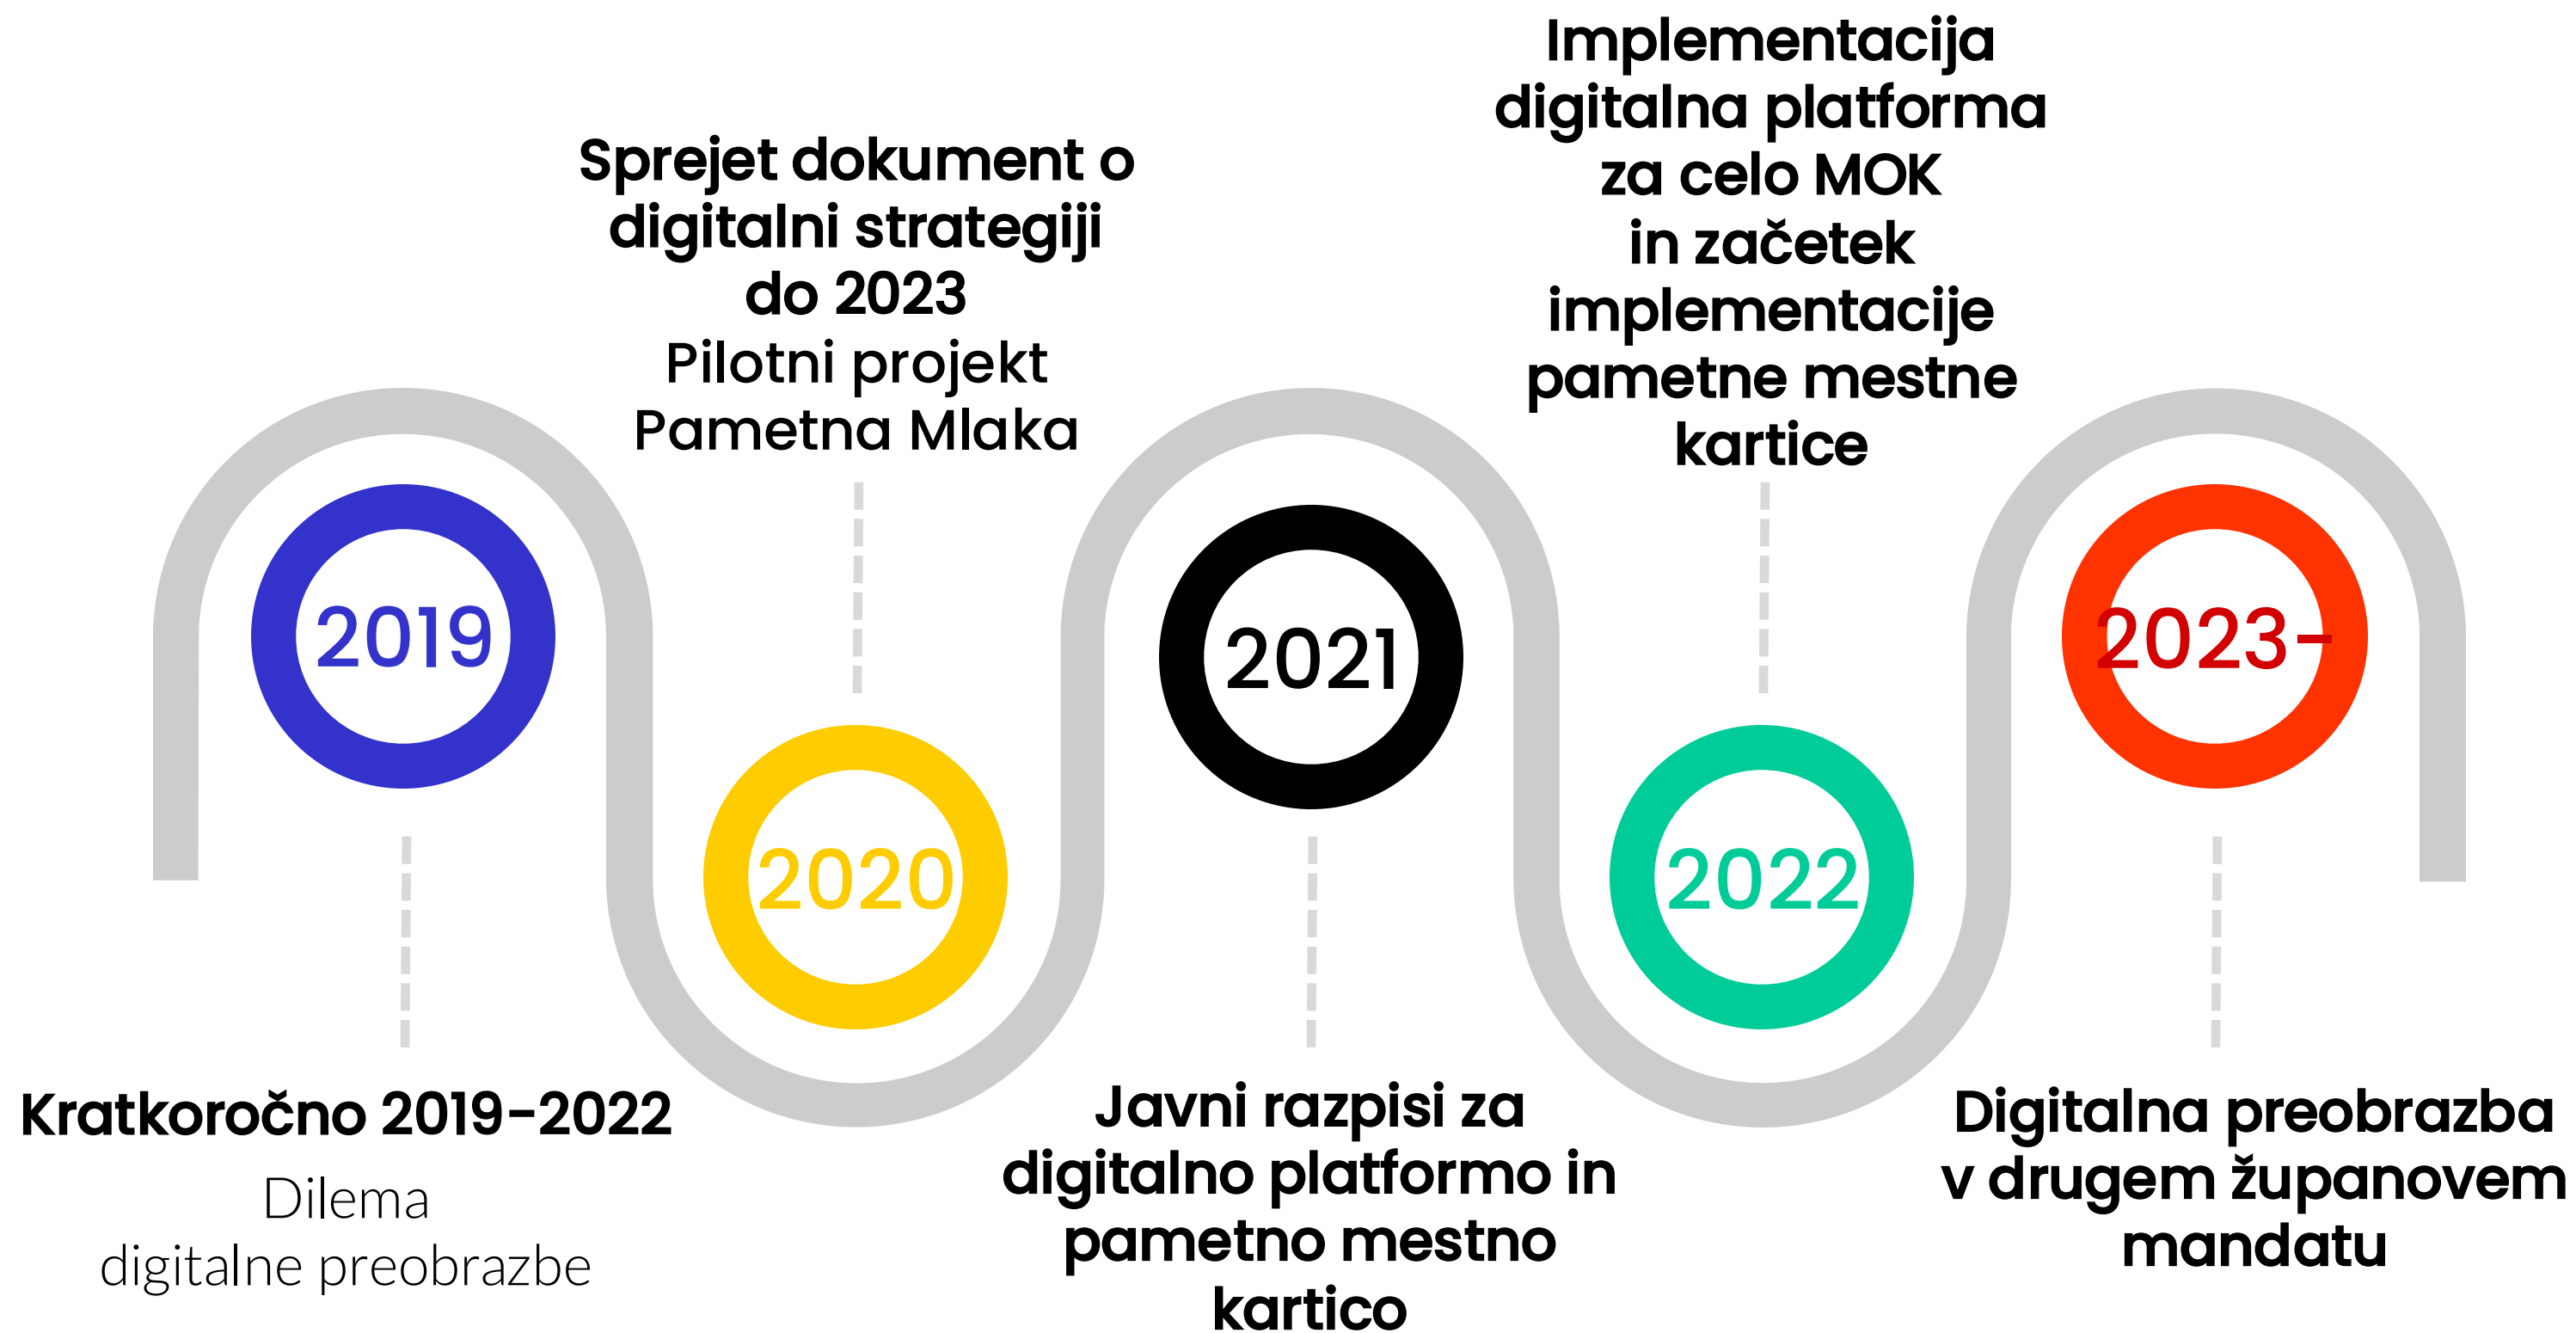 2019
Kratkoročno 2019-2022
Dilema
digitalne preobrazbe
Sprejet dokument o
digitalni strategiji
do 2023
Pilotni projekt
Pametna Mlaka
2020
2021
Javni razpisi za
digitalno platformo in
pametno mestno
kartico
Implementacija
digitalna platforma
za celo MOK
in začetek
implementacije
pametne mestne
kartice
2022
2023-
Digitalna preobrazba
v drugem županovem
mandatu